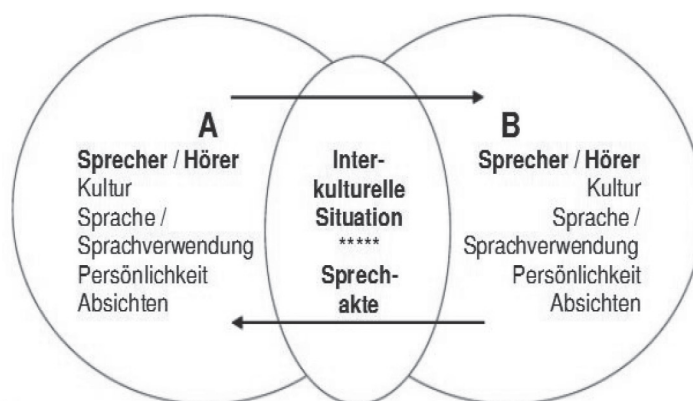 A
Sprecher / Hörer
Kultur
Sprache /
Sprachverwendung
Persönlichkeit
Absichten
Inter-
kulturelle
Situation
*****
Sprech-
akte
B
Sprecher / Hörer
Kultur
Sprache /
Sprachverwendung
Persönlichkeit
Absichten